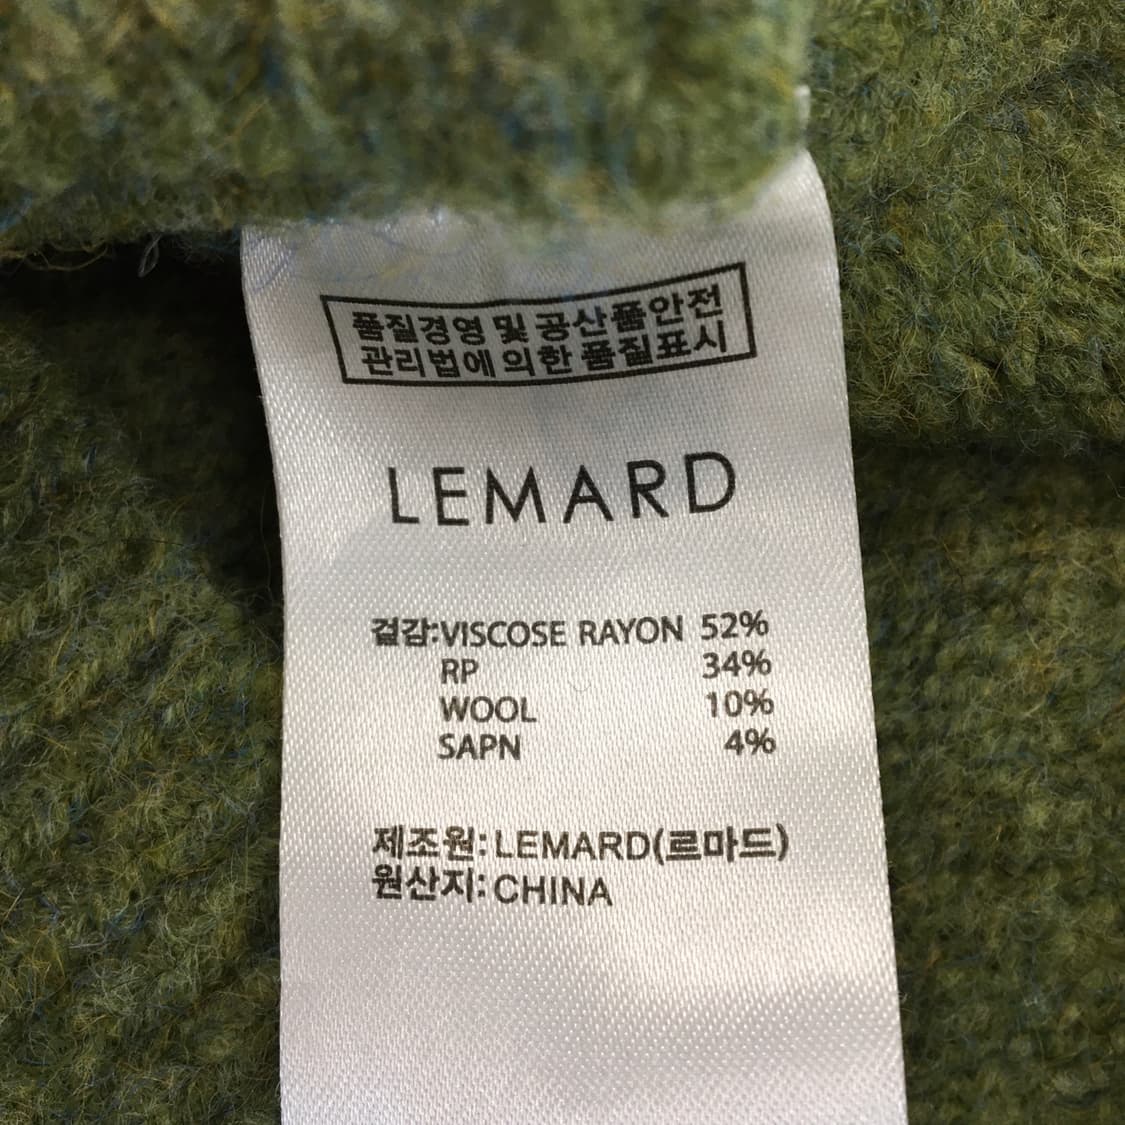 품질경영 및 공산품안전
관리법에 의한 품질표시
LEMARD
겉감:VISCOSE RAYON 52%
RP 34%
WOOL 10%
SAPN 4%
제조원:LEMARD(르마드)
원산지:CHINA